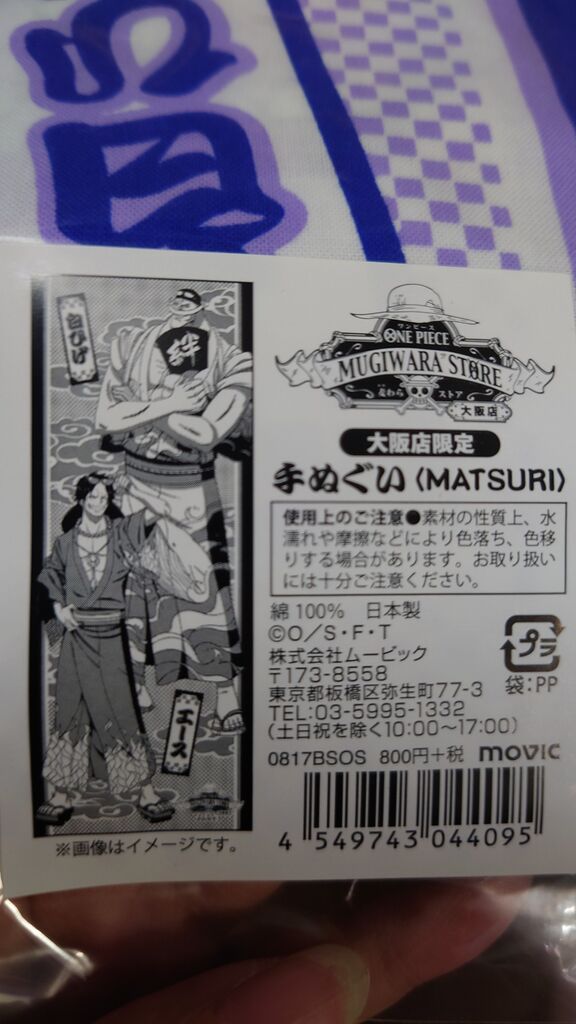 白ひげ
絆
エース
ワンピース
ONE PIECE
MUGIWARA STORE
麦わら ストア
大阪店
大阪店限定
手ぬぐい〈MATSURI〉
使用上のご注意●素材の性質上、水
濡れや摩擦などにより色落ち、色移
りする場合があります。お取り扱い
には十分ご注意ください。
綿 100% 日本製
©O/S・F・T
株式会社ムービック
〒173-8558
東京都板橋区弥生町77-3
TEL:03-5995-1332
(土日祝を除く10:00〜17:00)
プラ
袋:PP
0817BSOS 800円+税 movic
4 549743 044095
※画像はイメージです。